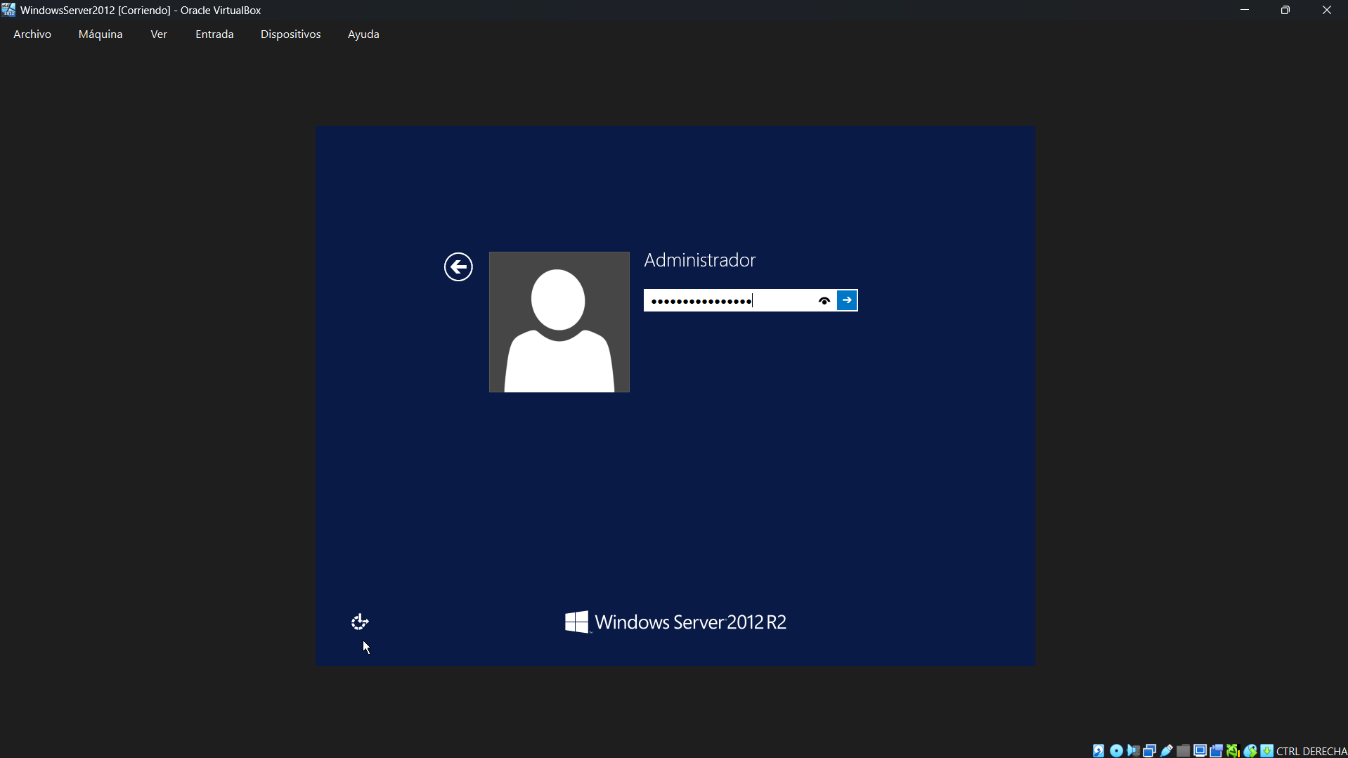 WindowsServer2012 [Corriendo] - Oracle VirtualBox
Archivo Máquina Ver Entrada Dispositivos Ayuda
Administrador
••••••••••••••••
Windows Server 2012 R2
CTRL DERECHA